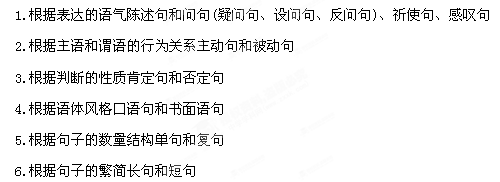 1.根据表达的语气陈述句和问句(疑问句、设问句、反问句)、祈使句、感叹句
2.根据主语和谓语的行为关系主动句和被动句
3.根据判断的性质肯定句和否定句
4.根据语体风格口语句和书面语句
5.根据句子的数量结构单句和复句
6.根据句子的繁简长句和短句